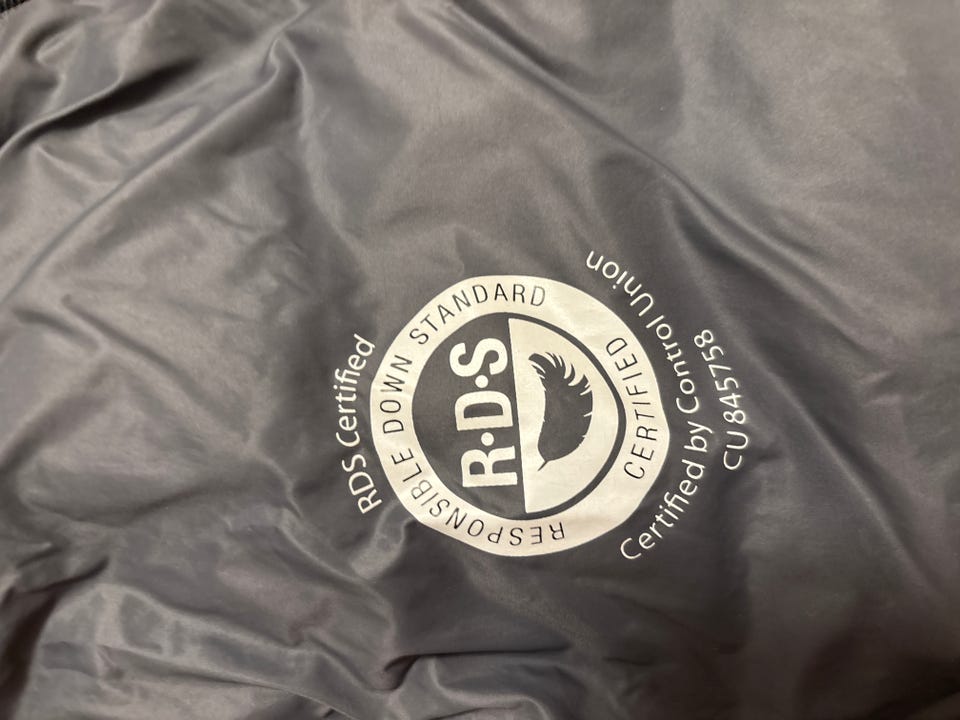 RDS Certified
RESPONSIBLE DOWN STANDARD
R·D·S
CERTIFIED
Certified by Control Union
CU 845758